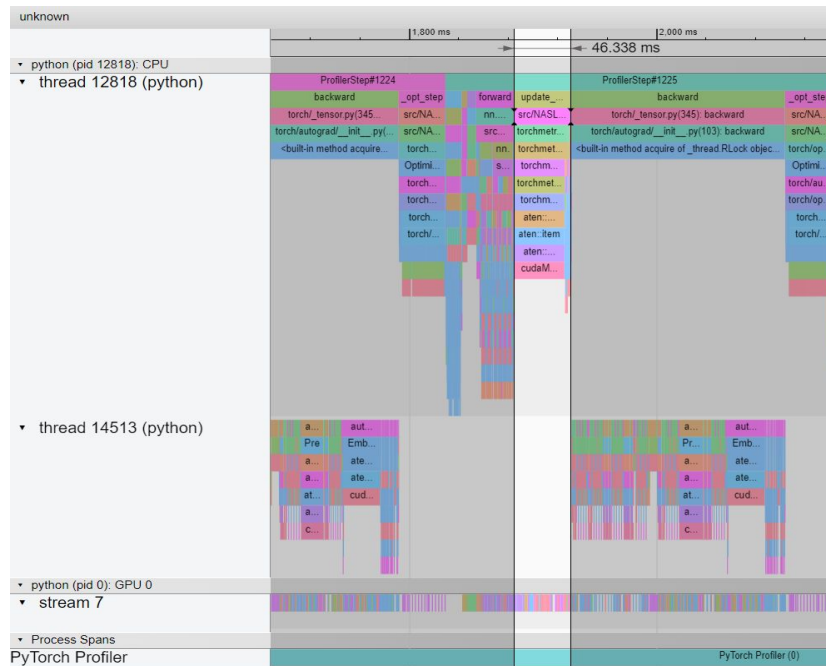 unknown
1,800 ms 2,000 ms
46.338 ms
python (pid 12818): CPU
thread 12818 (python)
ProfilerStep#1224 ProfilerStep#1225
backward _opt_step forward update_... backward _opt_ste
torch/_tensor.py(345... src/NA... nn.... src/NASL... torch/_tensor.py(345): backward src/NA...
torch/autograd/__init__.py(... src/NA... src... torchmetr... torch/autograd/__init__.py(103): backward src/NA...
<built-in method acquire... torch... nn. torchmet... <built-in method acquire of _thread.RLock objec... torch/op.
Optimi... s... torchm... Optimi..
torch... torchmet... torch/au.
torch... torchm... torch/op.
torch... aten::... torch...
torch/... aten::item torch/...
aten:...
cudaM...
thread 14513 (python)
a... aut... a... aut...
Pre Emb... Pr... Emb...
a... ate... a... ate...
a... ate... a... ate...
at... cud... at... cud...
a... a...
c... c...
python (pid 0): GPU 0
stream 7
Process Spans
PyTorch Profiler PyTorch Profiler (0)